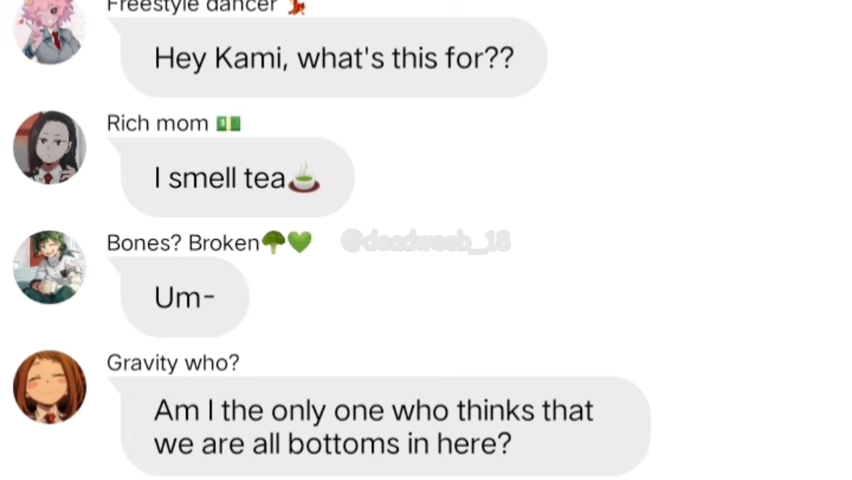 Freestyle dancer 💃
Hey Kami, what's this for??
Rich mom 💵
I smell tea🍵
Bones? Broken🥦💚
@deadweeb_18
Um-
Gravity who?
Am I the only one who thinks that
we are all bottoms in here?